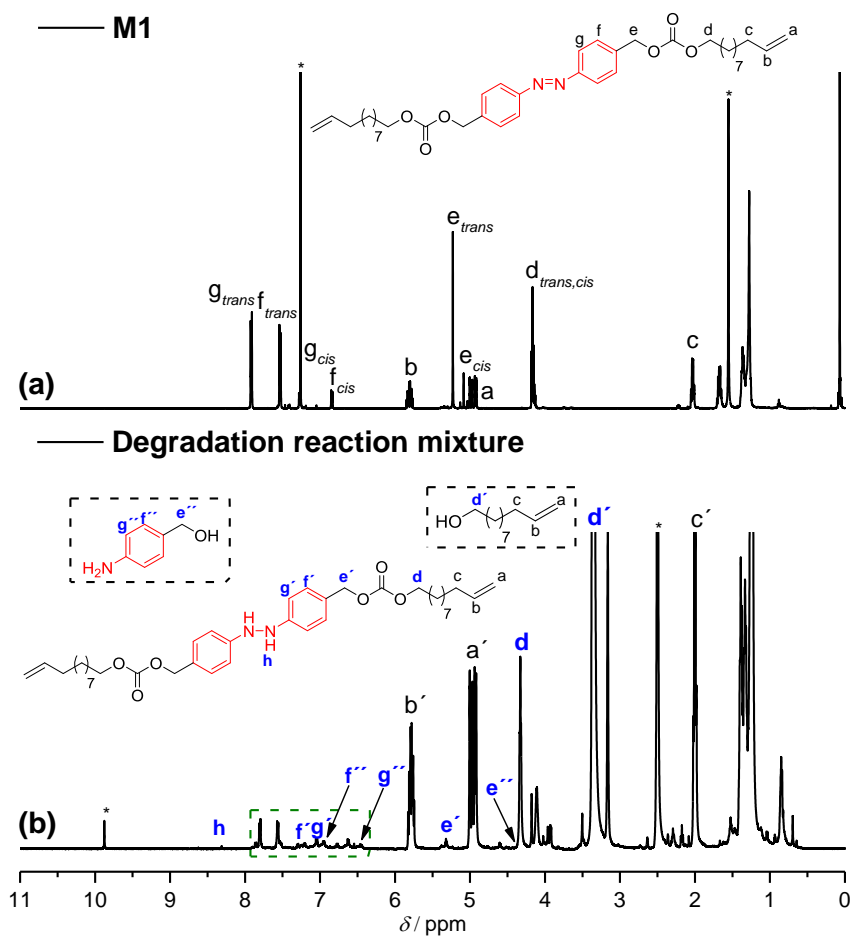 M1
g f e d c a
b
7
N=N
O O
O
O O
O
7
*
*
e trans
d trans,cis
g trans f trans
g cis
f cis
b
e cis
a
c
(a)
Degradation reaction mixture
g´´ f´´ e´´
OH
H₂N
d´ c a
HO
7 b
d´
*
c´
g´ f´ e´ d c a
O O
O
7 b
H
N
N
H
h
7
O O
O
d
a´
b´
f´´ g´´ e´´
*
h f´ g´ e´
(b)
11 10 9 8 7 6 5 4 3 2 1 0
δ / ppm